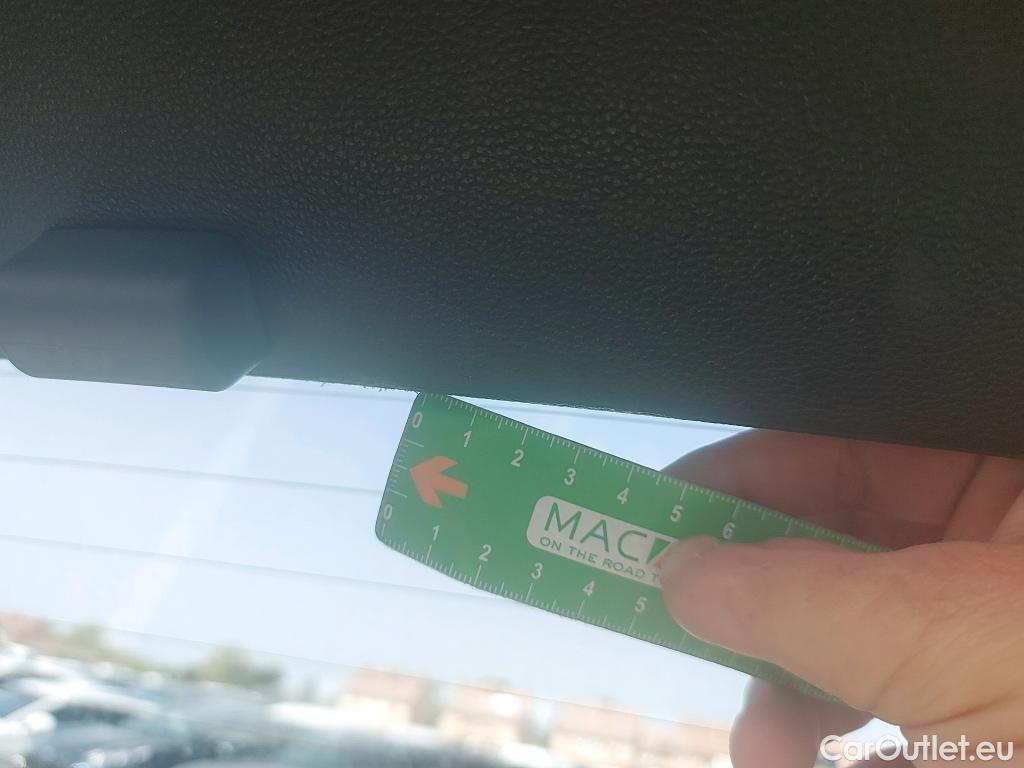 0 1 2 3 4 5 6
MAC
ON THE ROAD T
0 1 2 3 4 5
CarOutlet.eu